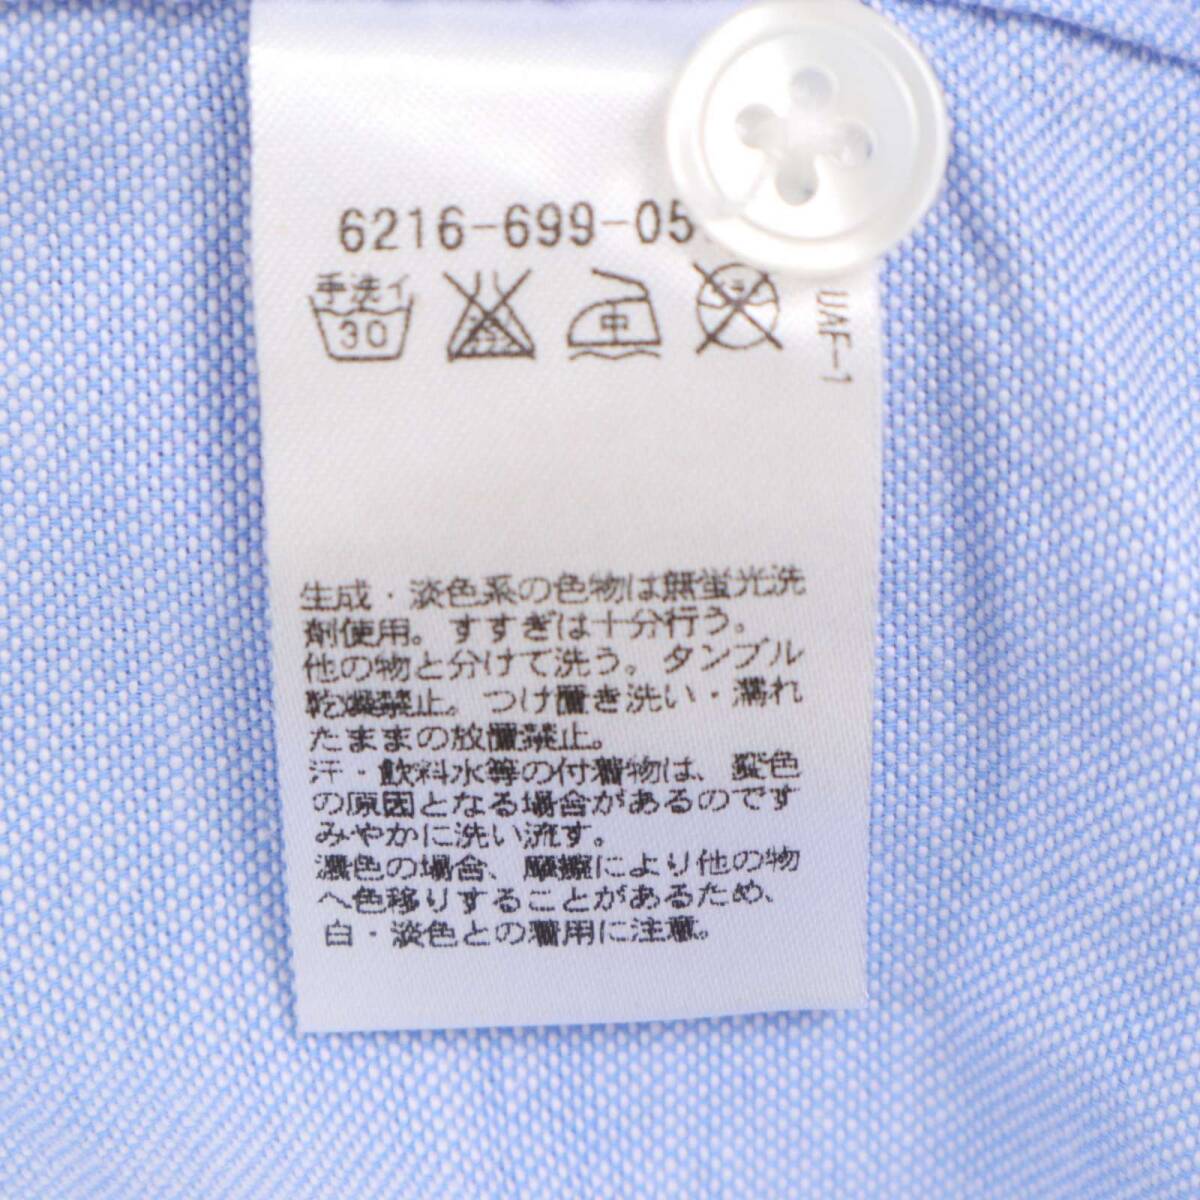 6216-699-05
手洗イ
30
中
UAF-1
生成・淡色系の色物は無蛍光洗
剤使用。すすぎは十分行う。
他の物と分けて洗う。タンブル
乾燥禁止。つけ置き洗い・濡れ
たままの放置禁止。
汗・飲料水等の付着物は、変色
の原因となる場合があるのです
みやかに洗い流す。
濃色の場合、摩擦により他の物
へ色移りすることがあるため、
白・淡色との着用に注意。